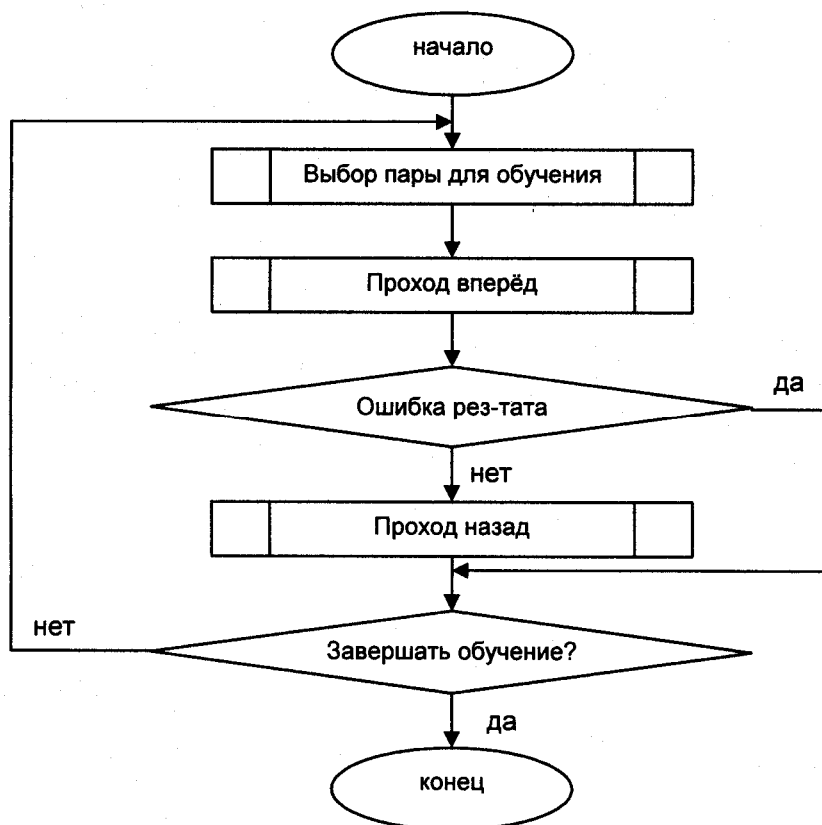 начало
Выбор пары для обучения
Проход вперёд
Ошибка рез-тата
да
нет
Проход назад
нет
Завершать обучение?
да
конец